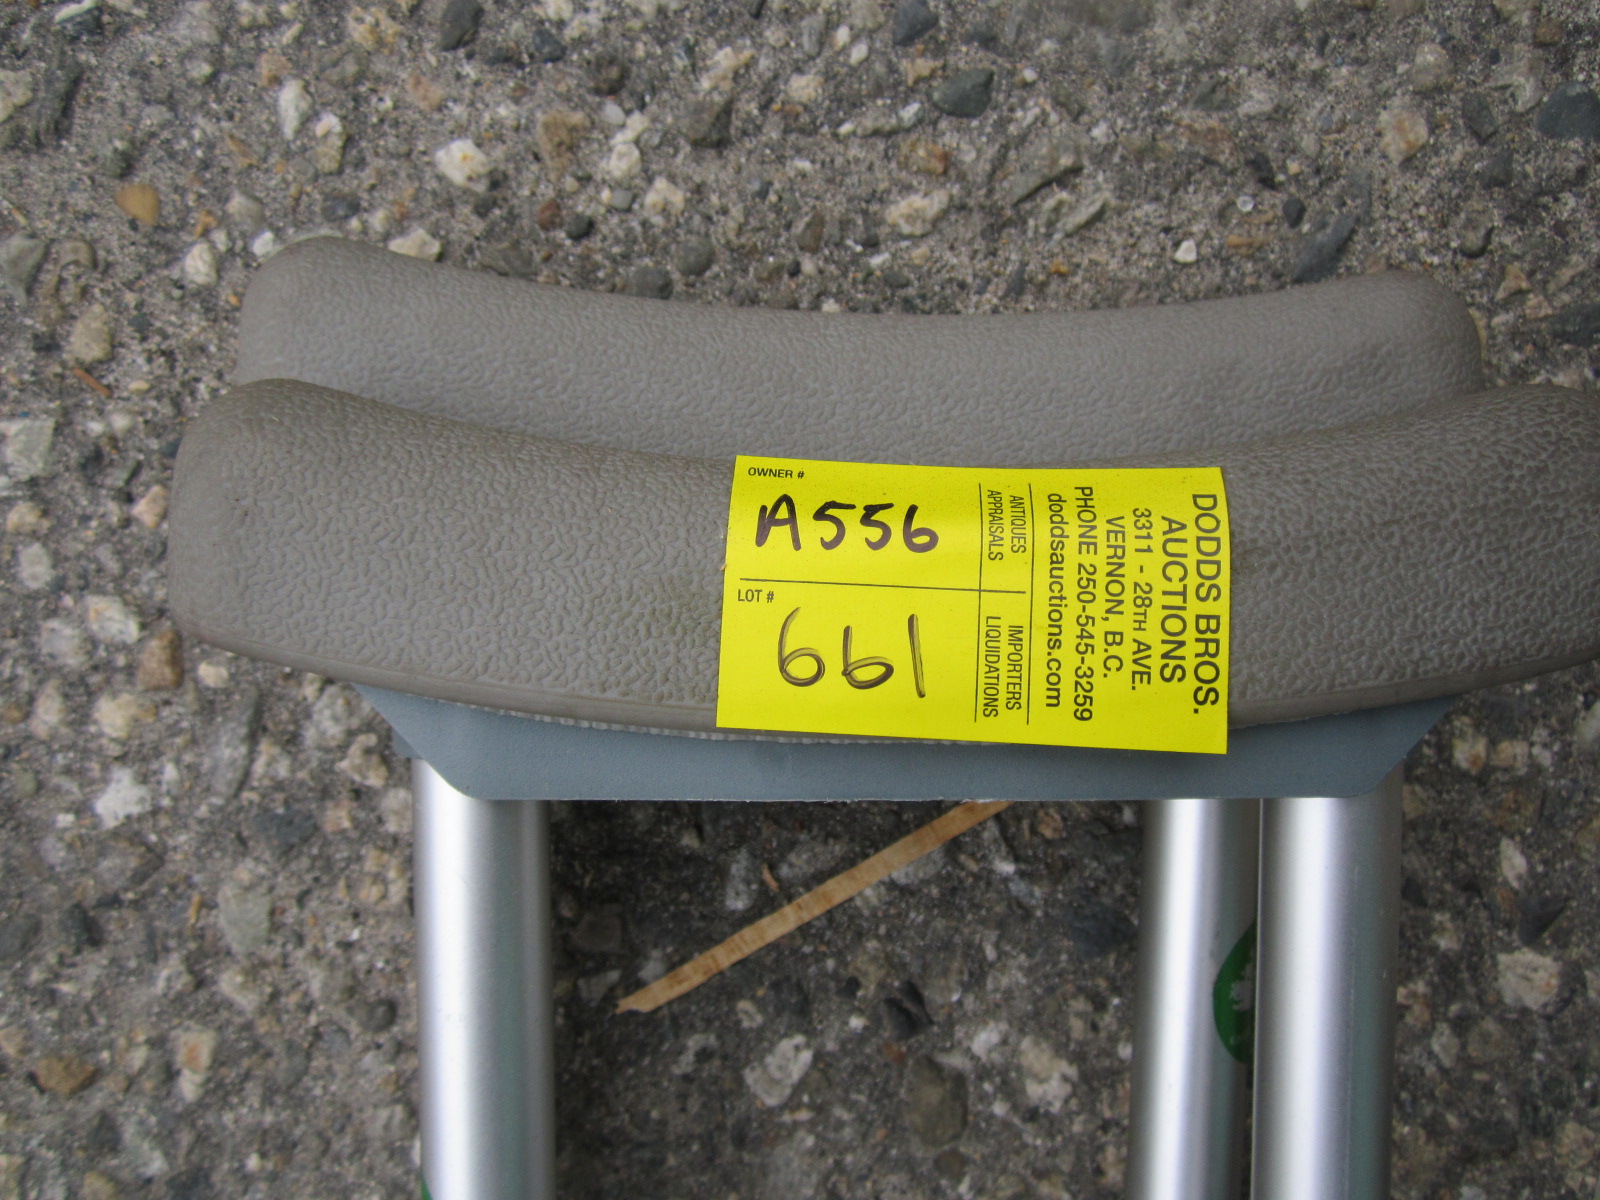 OWNER #
A556
LOT #
661
ANTIQUES
APPRAISALS
IMPORTERS
LIQUIDATIONS
DODDS BROS.
AUCTIONS
3311 - 28TH AVE.
VERNON, B.C.
PHONE 250-545-3259
doddsauctions.com